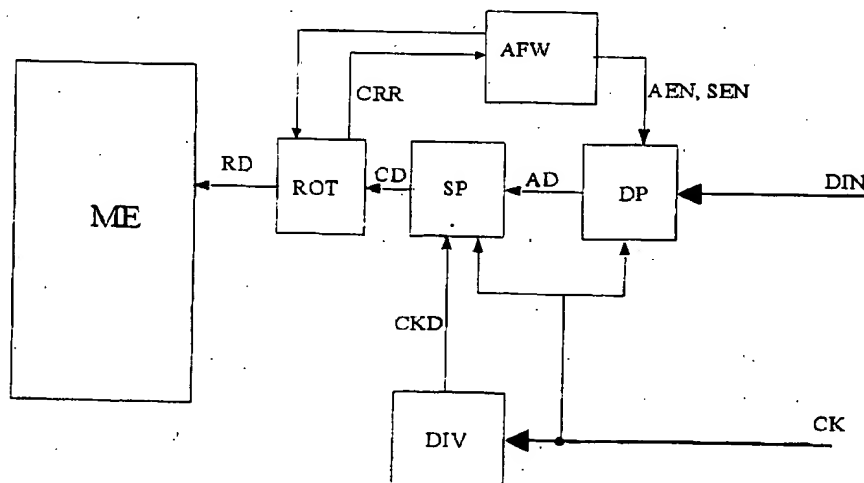 AFW
CRR
AEN, SEN
RD
CD
AD
DIN
ME
ROT
SP
DP
CKD
DIV
CK